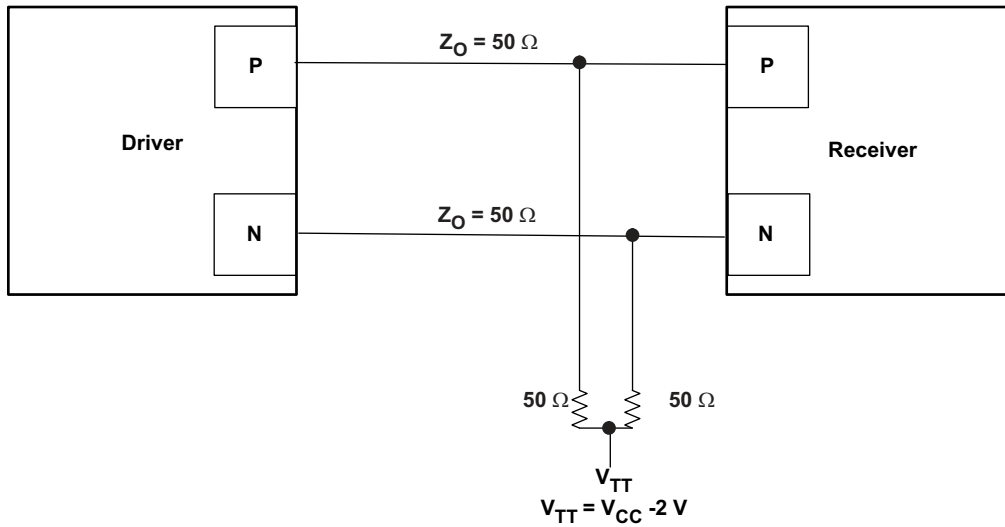 Z_O = 50 Ω
P
P
Driver
Receiver
Z_O = 50 Ω
N
N
50 Ω
50 Ω
V_TT
V_TT = V_CC -2 V